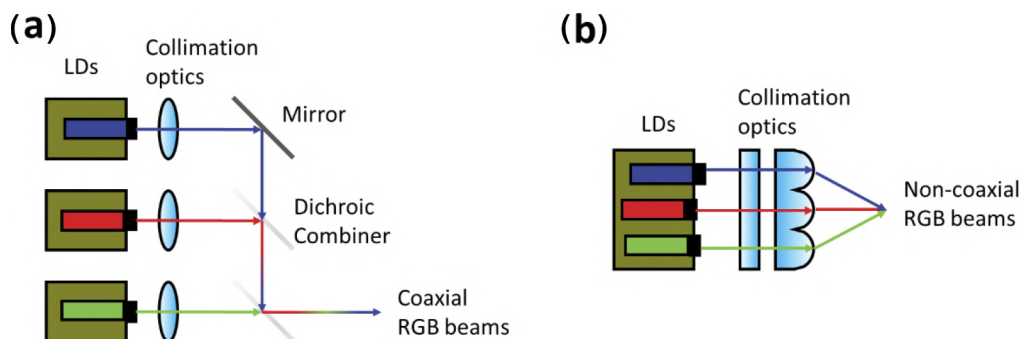 (a)
LDs
Collimation
optics
Mirror
Dichroic
Combiner
Coaxial
RGB beams
(b)
LDs
Collimation
optics
Non-coaxial
RGB beams